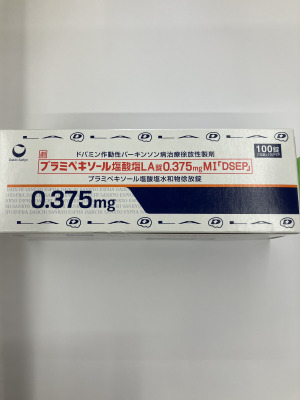 Daiichi-Sankyo
ドパミン作動性パーキンソン病治療徐放性製剤
劇
プラミペキソール塩酸塩LA錠0.375mgMI「DSEP」
プラミペキソール塩酸塩水和物徐放錠
100錠
0.375mg